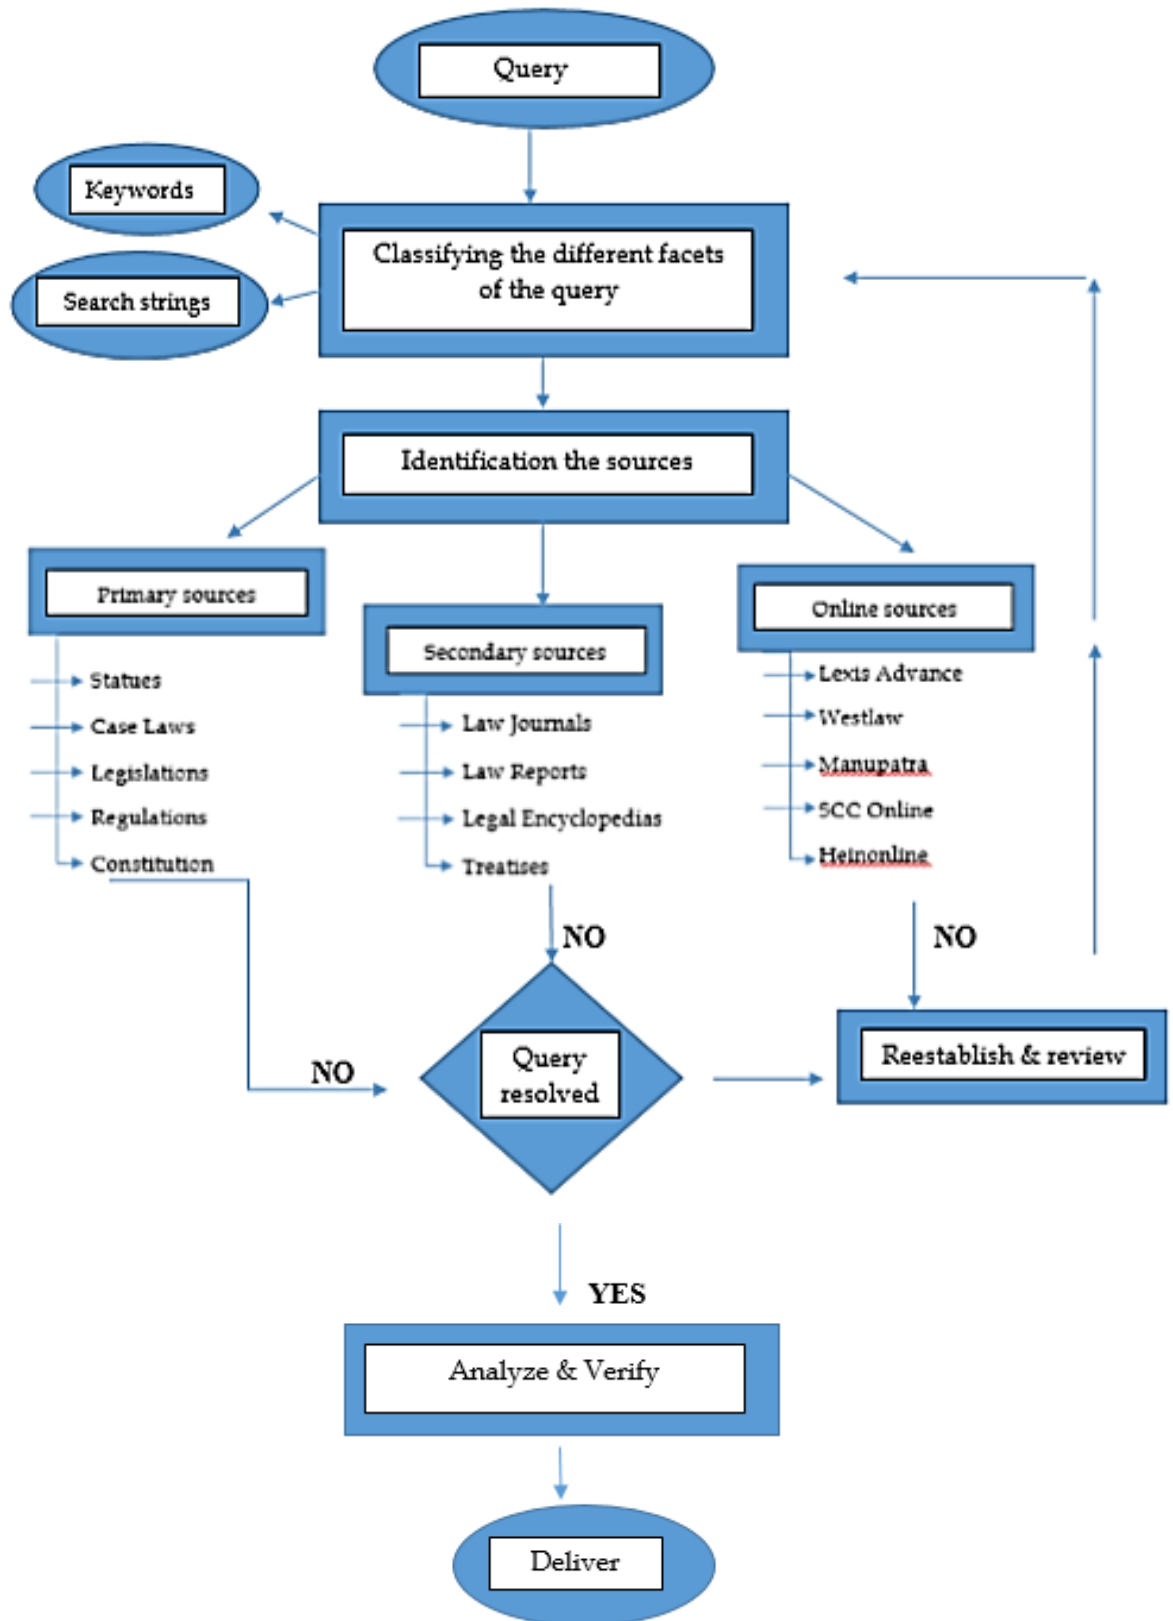 Query
Keywords
Search strings
Classifying the different facets
of the query
Identification the sources
Primary sources
Statues
Case Laws
Legislations
Regulations
Constitution
Secondary sources
Law Journals
Law Reports
Legal Encyclopedias
Treatises
Online sources
Lexis Advance
Westlaw
Manupatra
SCC Online
Heinonline
NO
NO
NO
Query
resolved
Reestablish & review
YES
Analyze & Verify
Deliver